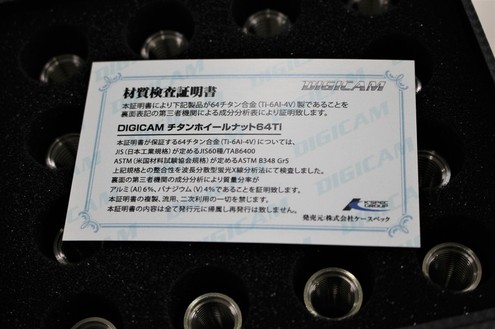 材質検査証明書
DIGICAM
本証明書により下記製品が64チタン合金(Ti-6Al-4V)製であることを
裏面表記の第三者機関による成分分析表により証明致します。
DIGICAM チタンホイールナット64Ti
本証明書が保証する64チタン合金(Ti-6Al-4V)については、
JIS(日本工業規格)が定めるJIS60種/TAB6400
ASTM(米国材料試験協会規格)が定めるASTM B348 Gr5
上記規格との整合性を波長分散型蛍光X線分析法にて検査しました。
裏面の第三者機関の成分分析により質量分率が
アルミ(Al)6%、バナジウム(V)4%であることを証明致します。
本証明書の複製、流用、二次利用の一切を禁じます。
本証明書の内容は全て発行元に帰属し再発行は致しません。
KSPEC
GROUP
発売元:株式会社ケースペック